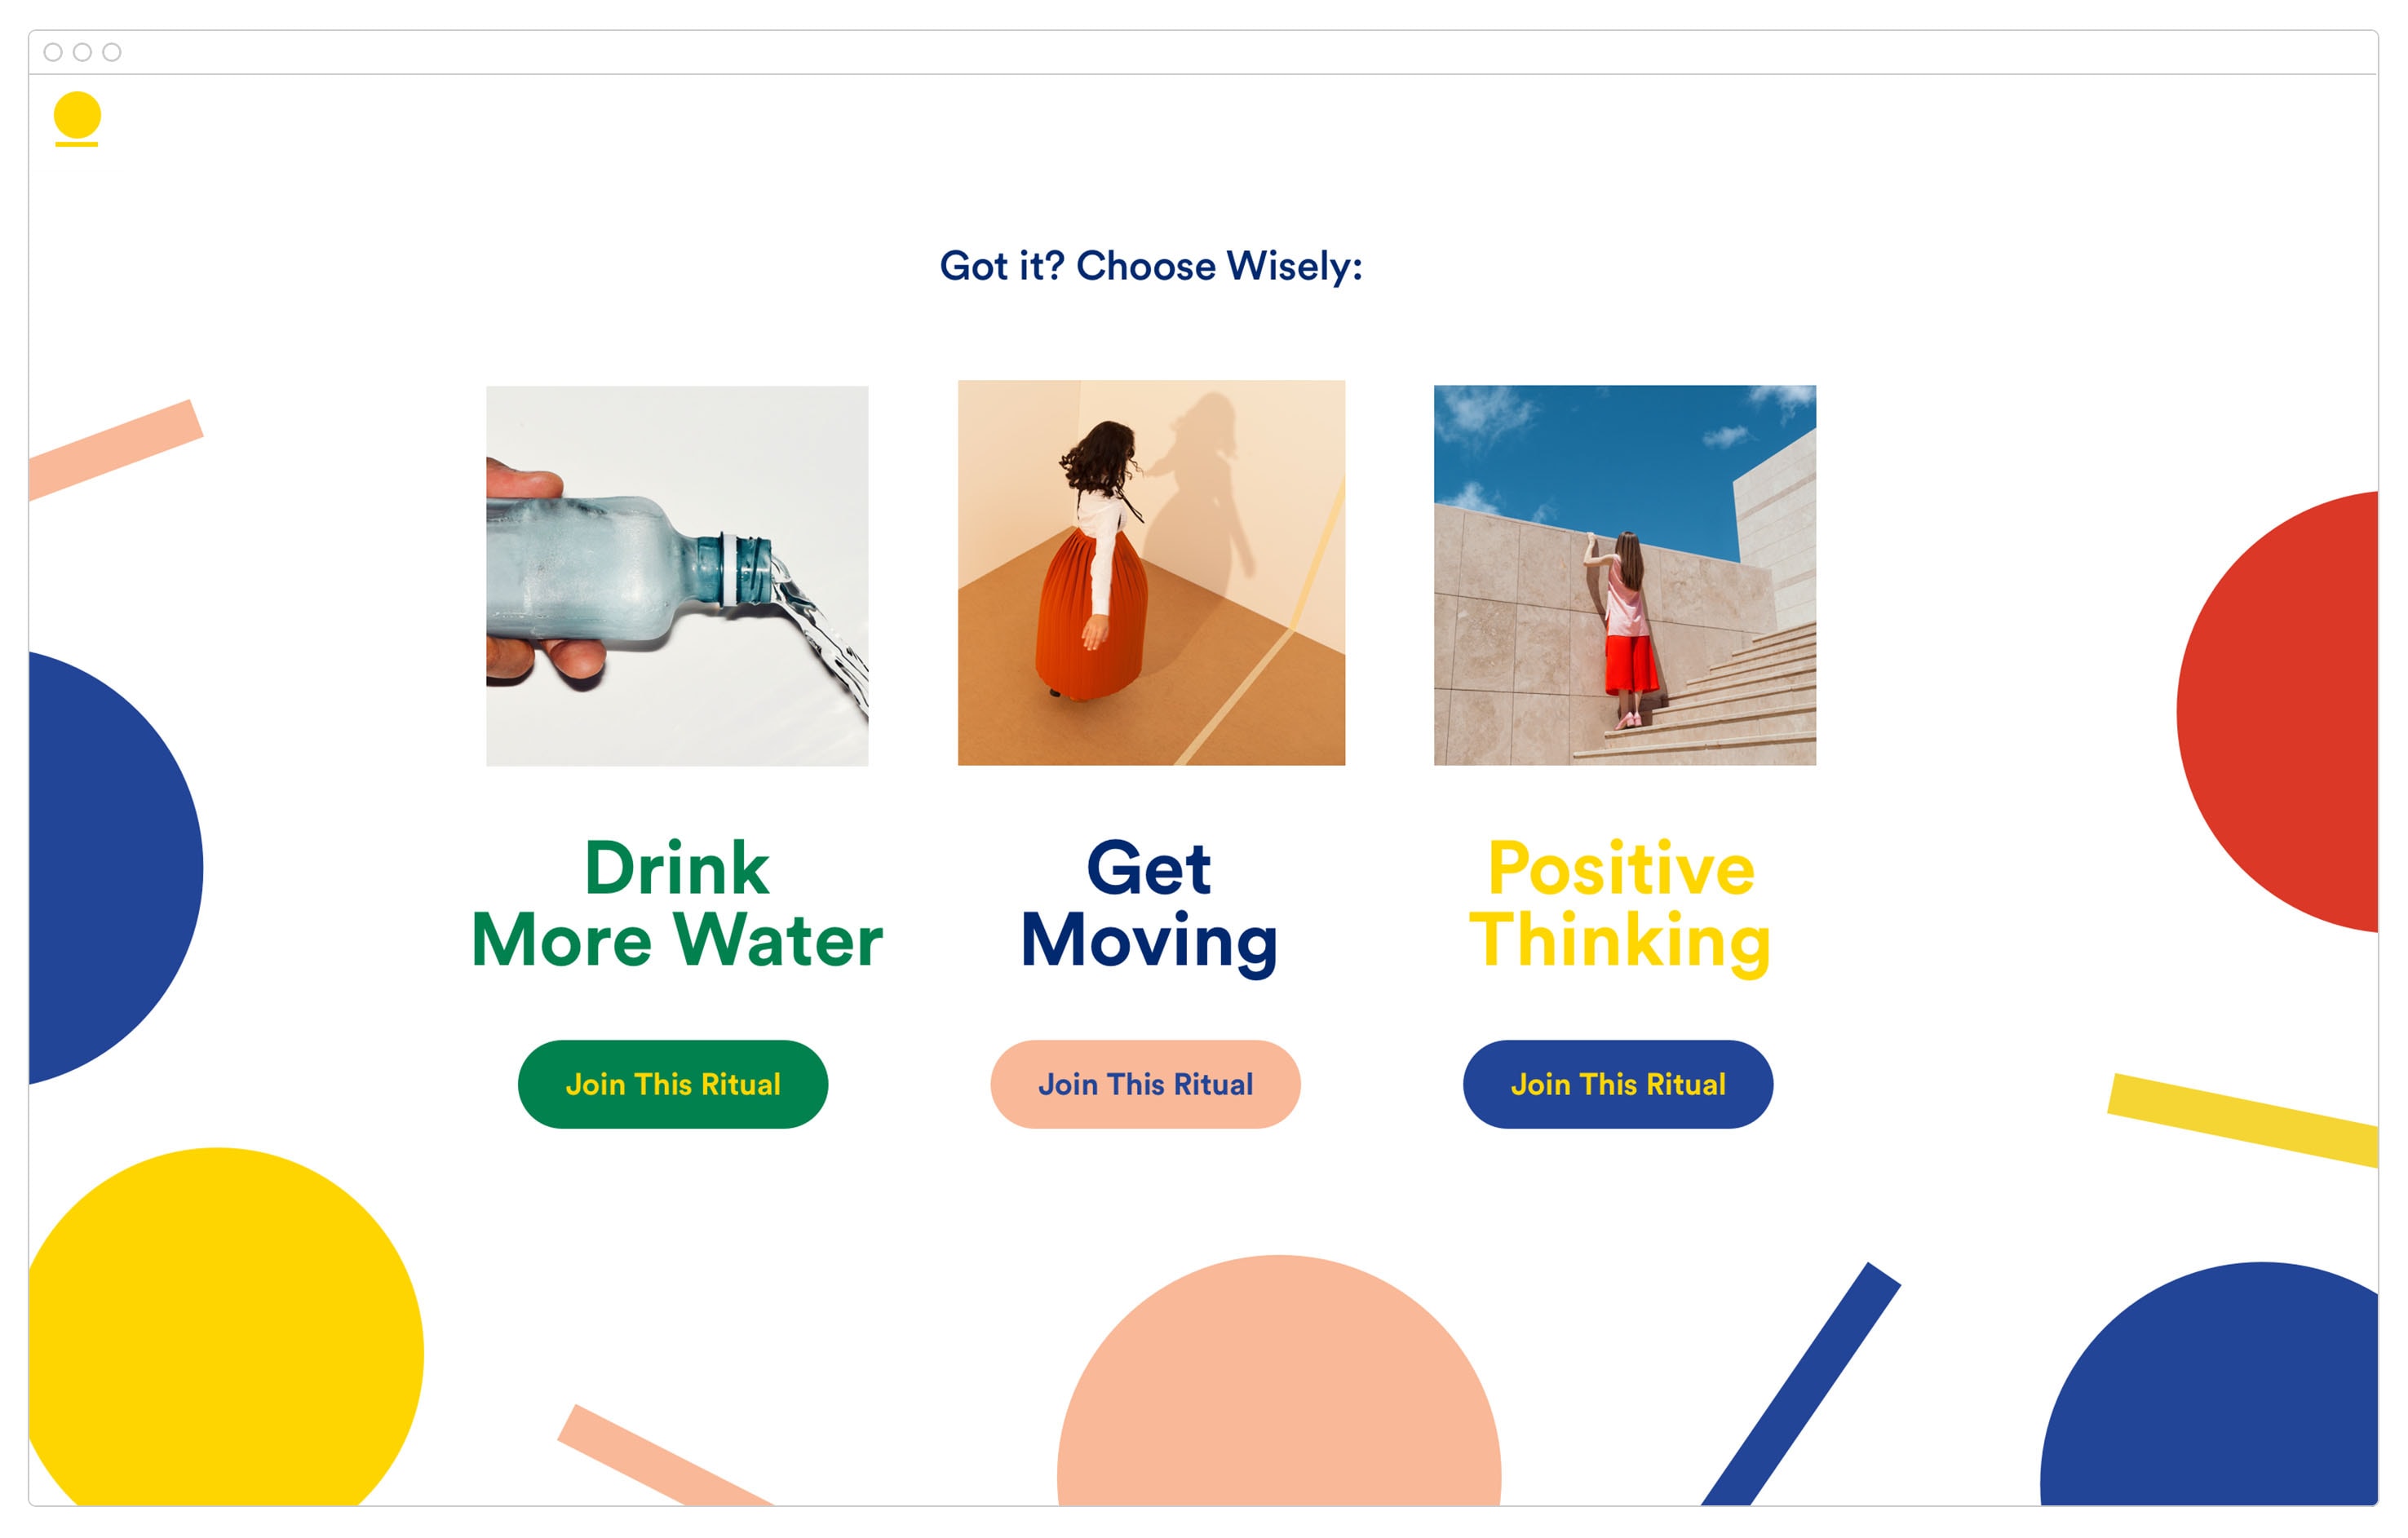 Got it? Choose Wisely:
Drink
More Water
Get
Moving
Positive
Thinking
Join This Ritual
Join This Ritual
Join This Ritual